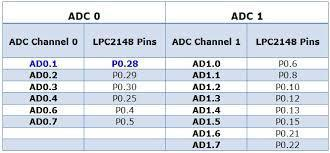 ADC 0 ADC 1
ADC Channel 0 LPC2148 Pins ADC Channel 1 LPC2148 Pins
AD0.1 P0.28 AD1.0 P0.6
AD0.2 P0.29 AD1.1 P0.8
AD0.3 P0.30 AD1.2 P0.10
AD0.4 P0.25 AD1.3 P0.12
AD0.6 P0.4 AD1.4 P0.13
AD0.7 P0.5 AD1.5 P0.15
AD1.6 P0.21
AD1.7 P0.22